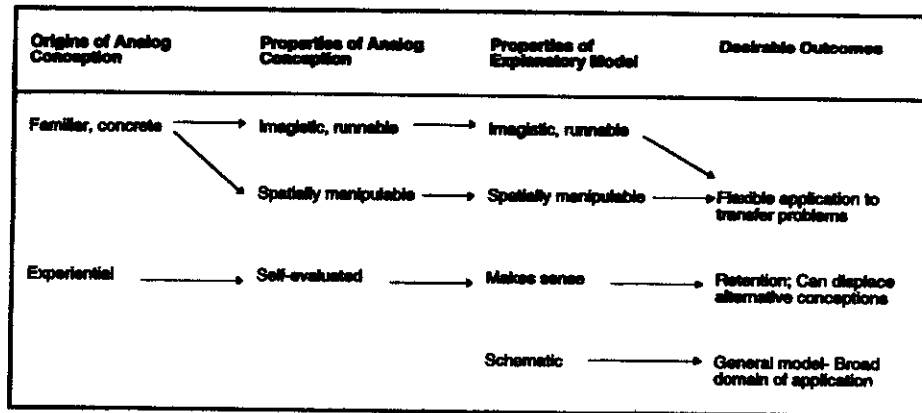 Origins of Analog Conception
Properties of Analog Conception
Properties of Explanatory Model
Desirable Outcomes
Familiar, concrete
Imagistic, runnable
Imagistic, runnable
Spatially manipulable
Spatially manipulable
Flexible application to
transfer problems
Experiential
Self-evaluated
Makes sense
Retention; Can displace
alternative conceptions
Schematic
General model- Broad
domain of application